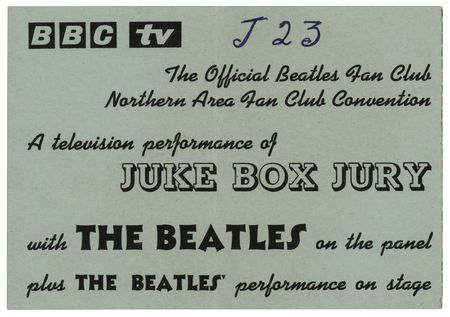 BBC tv J 23
The Official Beatles Fan Club
Northern Area Fan Club Convention
A television performance of
JUKE BOX JURY
with THE BEATLES on the panel
plus THE BEATLES' performance on stage